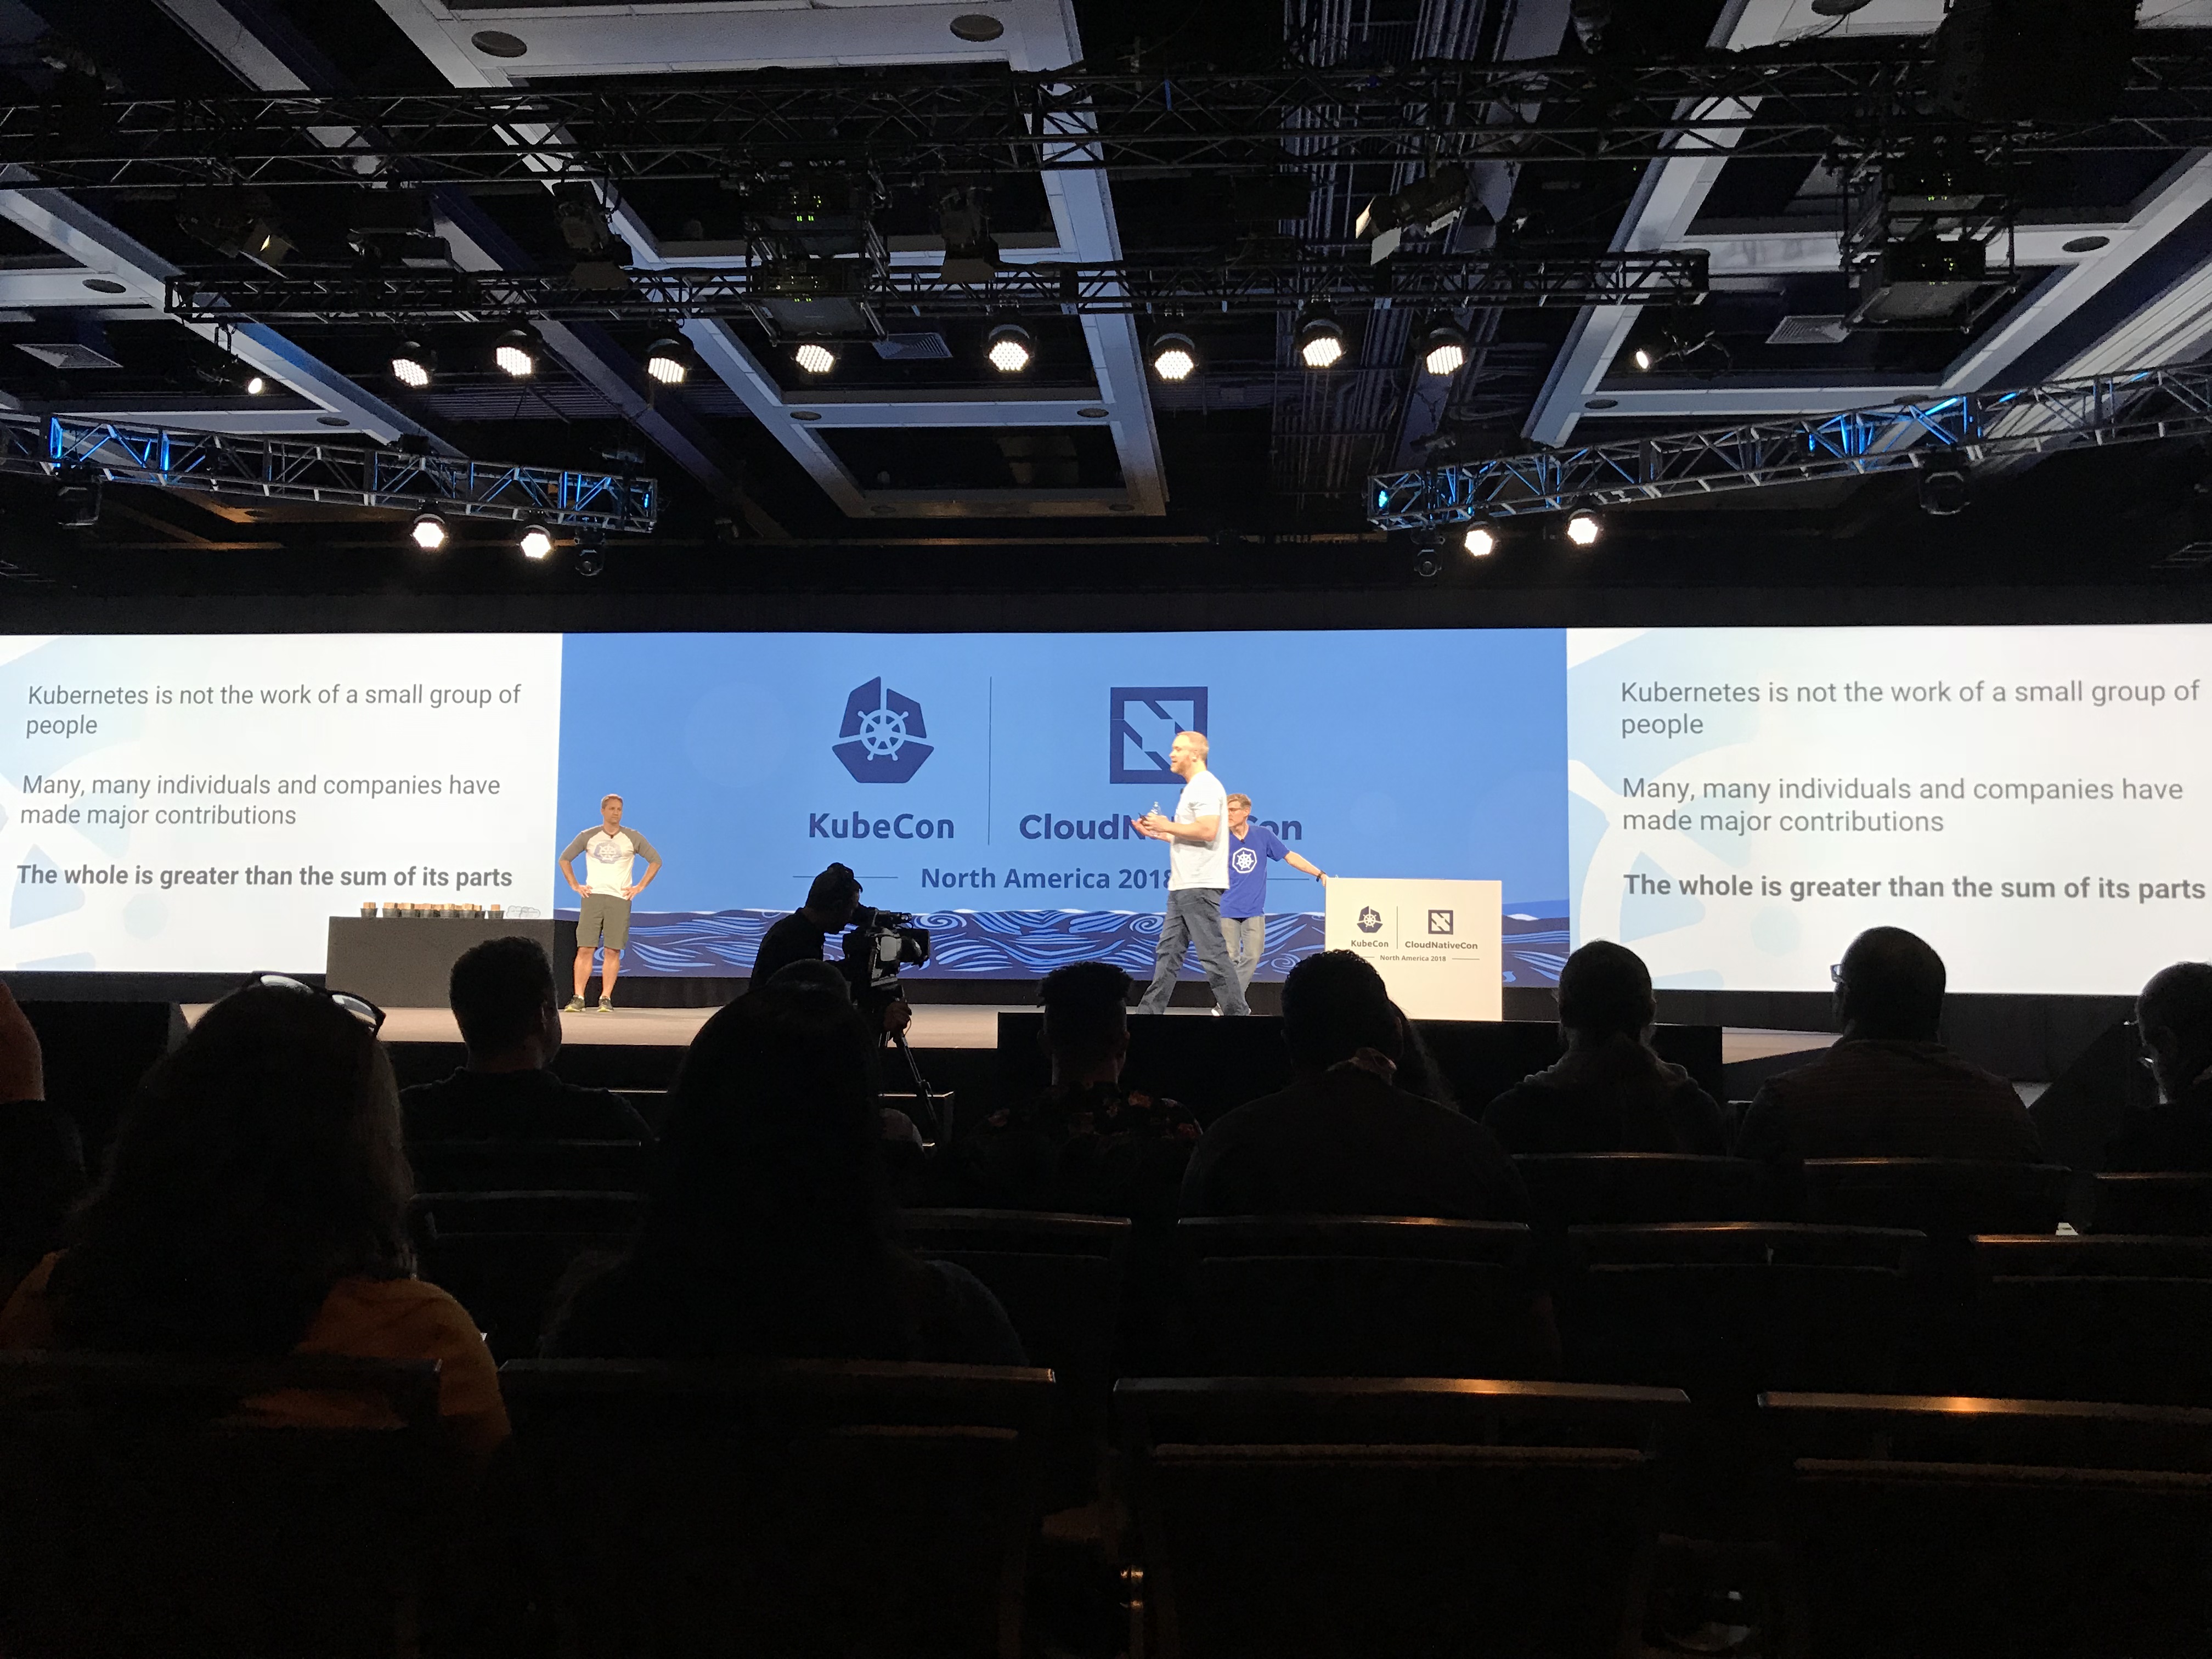 Kubernetes is not the work of a small group of
people
Many, many individuals and companies have
made major contributions
The whole is greater than the sum of its parts
KubeCon
CloudN
on
North America 2018
Kubernetes is not the work of a small group of
people
Many, many individuals and companies have
made major contributions
The whole is greater than the sum of its parts
KubeCon
CloudNativeCon
North America 2018